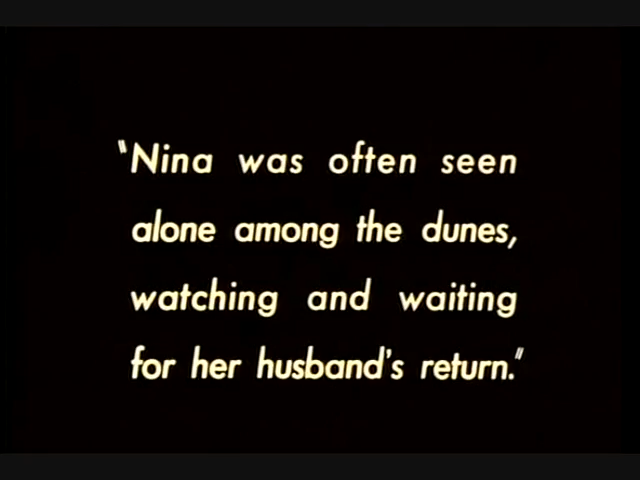 "Nina was often seen
alone among the dunes,
watching and waiting
for her husband's return."